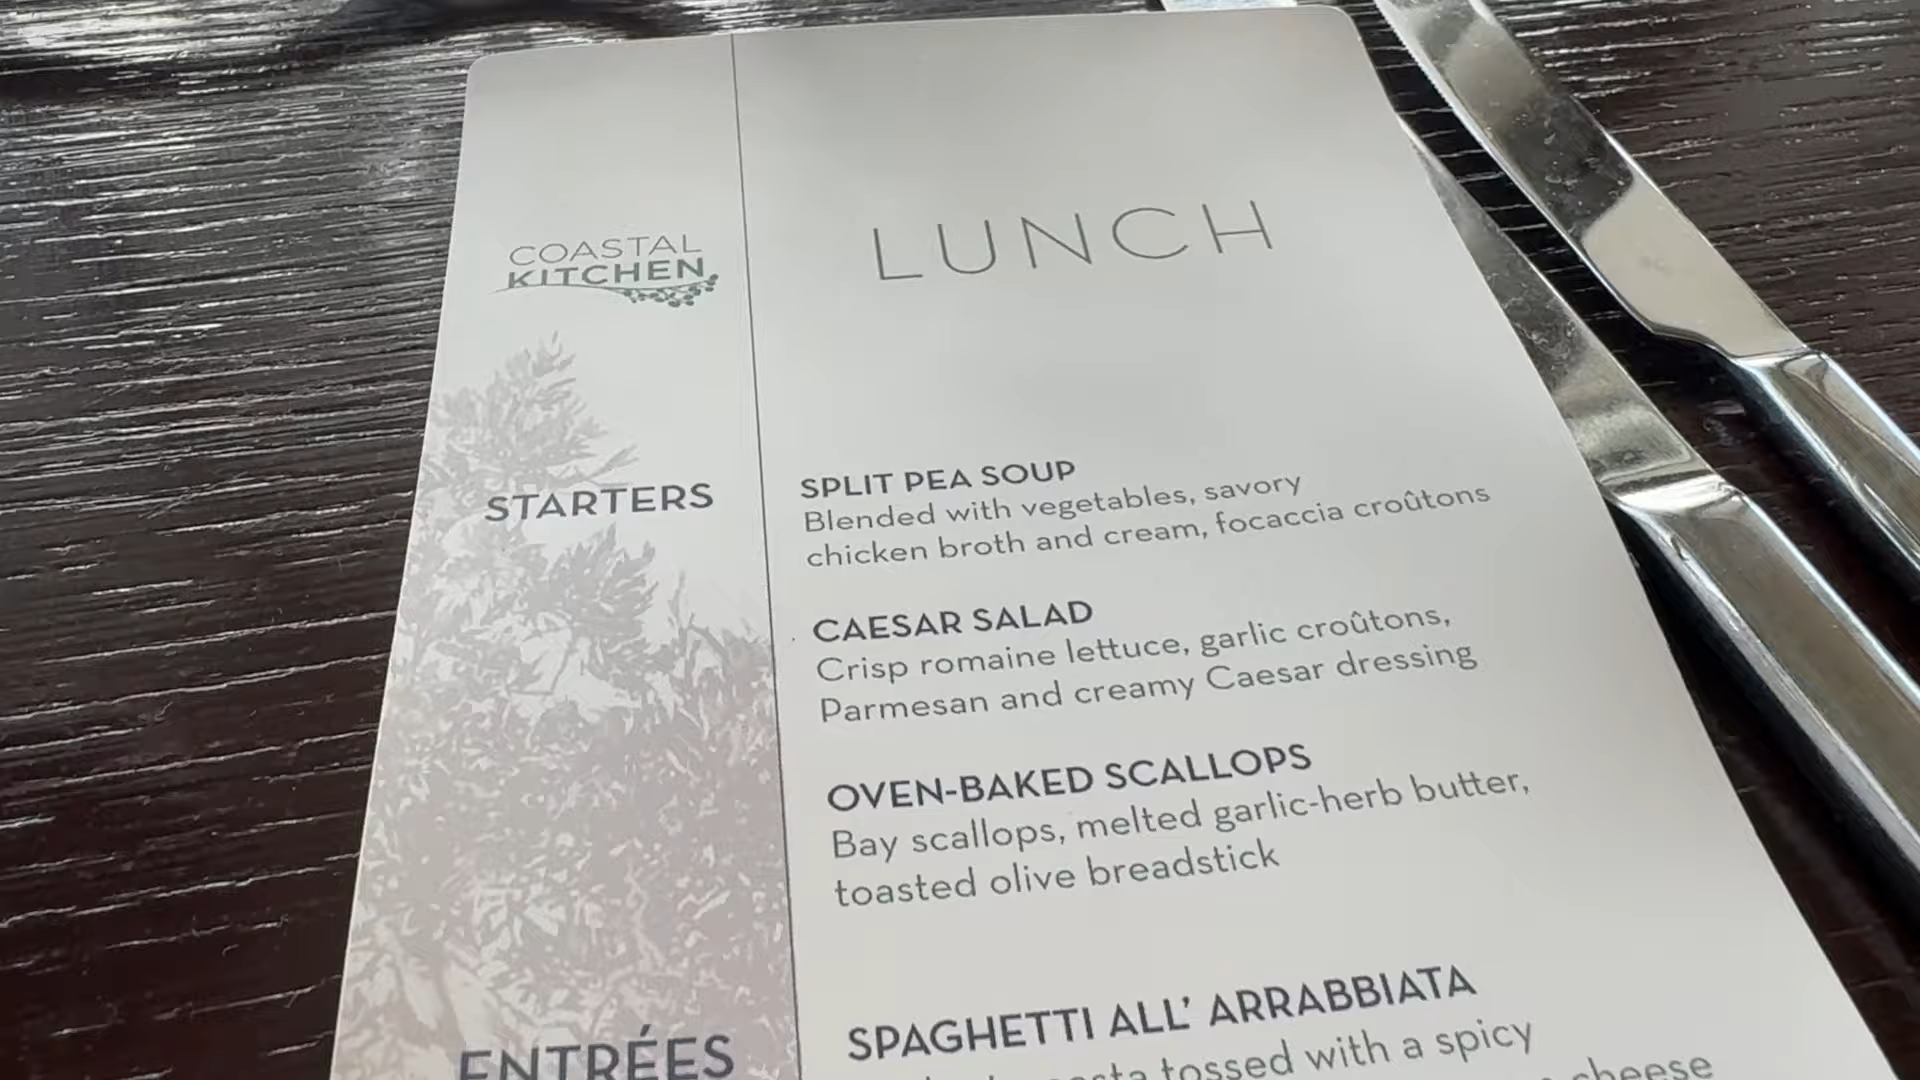 COASTAL
KITCHEN
LUNCH
STARTERS
SPLIT PEA SOUP
Blended with vegetables, savory
chicken broth and cream, focaccia croûtons
CAESAR SALAD
Crisp romaine lettuce, garlic croûtons,
Parmesan and creamy Caesar dressing
OVEN-BAKED SCALLOPS
Bay scallops, melted garlic-herb butter,
toasted olive breadstick
ENTRÉES
SPAGHETTI ALL' ARRABBIATA
tossed with a spicy
cheese